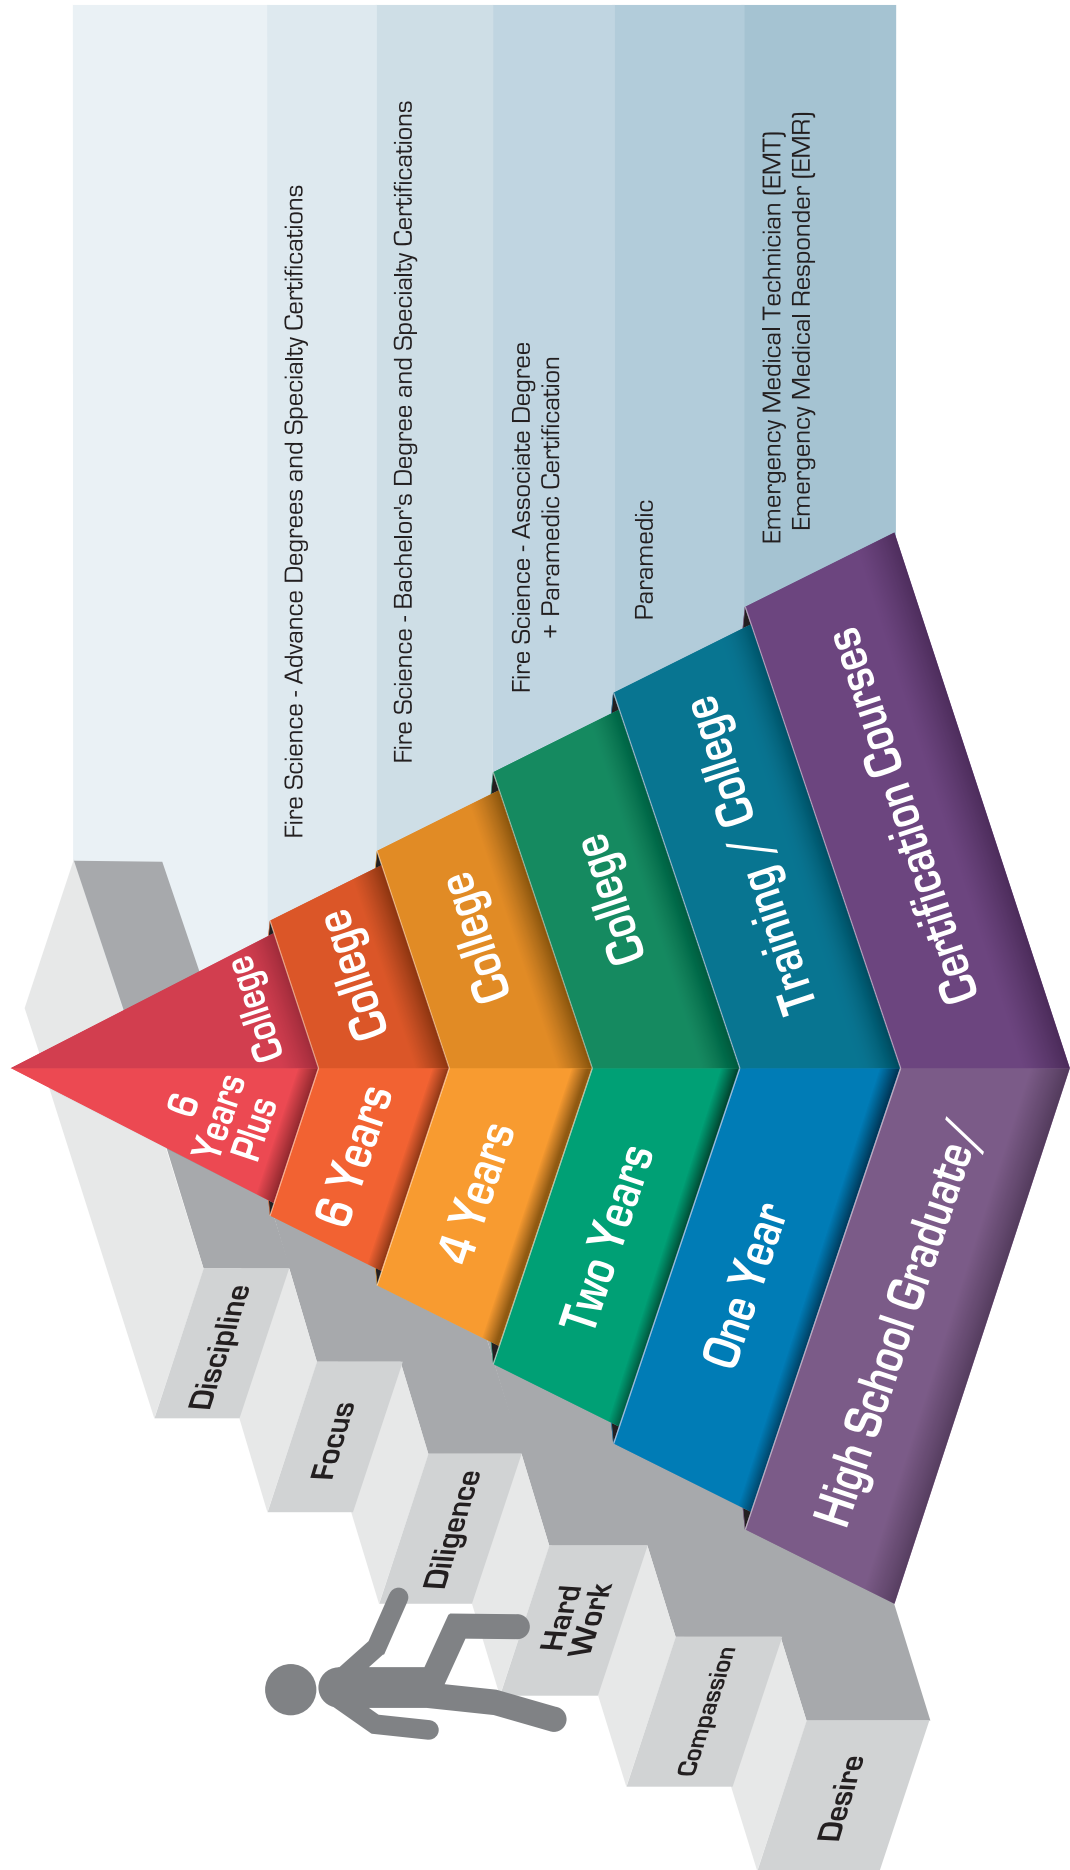 6
Years
Plus
College
6 Years
College
Fire Science - Advance Degrees and Specialty Certifications
4 Years
College
Fire Science - Bachelor's Degree and Specialty Certifications
Two Years
College
Fire Science - Associate Degree
+ Paramedic Certification
One Year
Training / College
Paramedic
High School Graduate/
Certification Courses
Emergency Medical Technician (EMT)
Emergency Medical Responder (EMR)
Discipline
Focus
Diligence
Hard
Work
Compassion
Desire